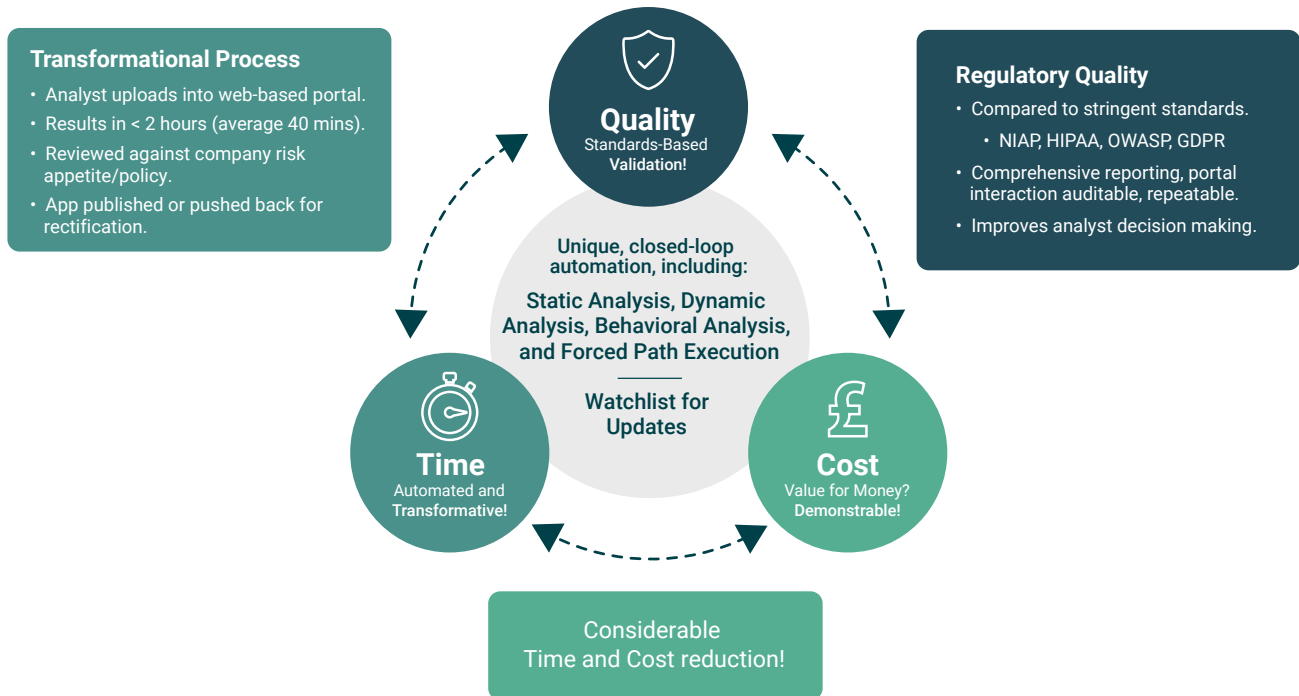 Transformational Process
• Analyst uploads into web-based portal.
• Results in < 2 hours (average 40 mins).
• Reviewed against company risk
appetite/policy.
• App published or pushed back for
rectification.
Quality
Standards-Based
Validation!
Regulatory Quality
• Compared to stringent standards.
• NIAP, HIPAA, OWASP, GDPR
• Comprehensive reporting, portal
interaction auditable, repeatable.
• Improves analyst decision making.
Unique, closed-loop
automation, including:
Static Analysis, Dynamic
Analysis, Behavioral Analysis,
and Forced Path Execution
Watchlist for
Updates
Time
Automated and
Transformative!
£
Cost
Value for Money?
Demonstrable!
Considerable
Time and Cost reduction!